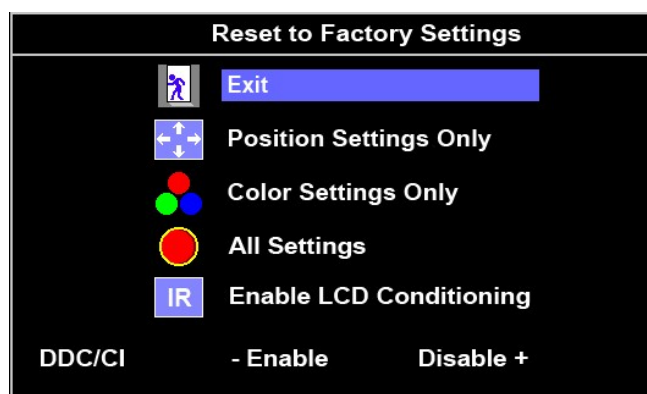 Reset to Factory Settings
Exit
Position Settings Only
Color Settings Only
All Settings
IR Enable LCD Conditioning
DDC/CI - Enable Disable +